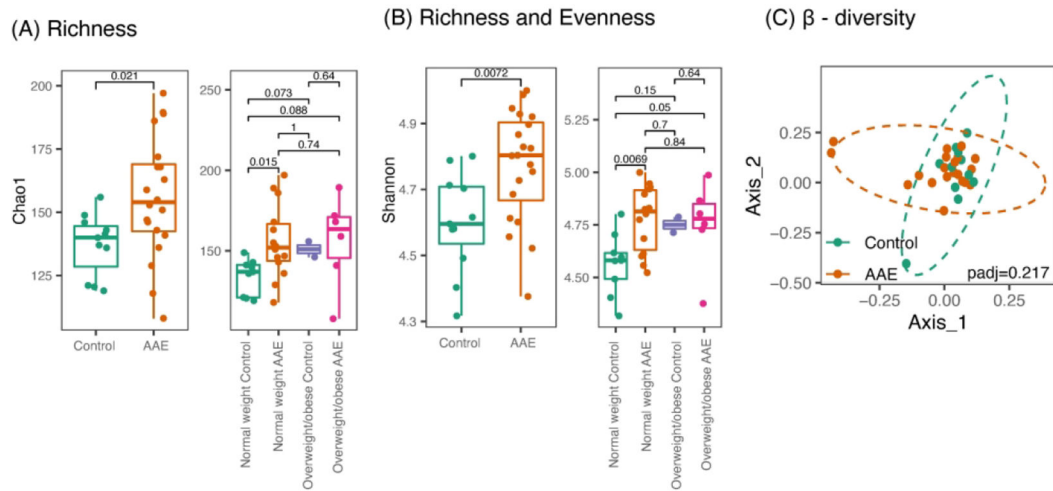 (A) Richness
(B) Richness and Evenness
(C) β - diversity
0.021
200
175
150
125
Chao1
Control
AAE
0.64
0.073
0.088
1
0.74
0.015
250
200
150
Normal weight Control
Normal weight AAE
Overweight/obese Control
Overweight/obese AAE
0.0072
4.9
4.7
4.5
4.3
Shannon
Control
AAE
0.64
0.15
0.05
0.7
0.84
0.0069
5.25
5.00
4.75
4.50
Normal weight Control
Normal weight AAE
Overweight/obese Control
Overweight/obese AAE
0.25
0.00
−0.25
−0.50
Axis_2
Control
AAE
padj=0.217
−0.25
0.00
0.25
Axis_1